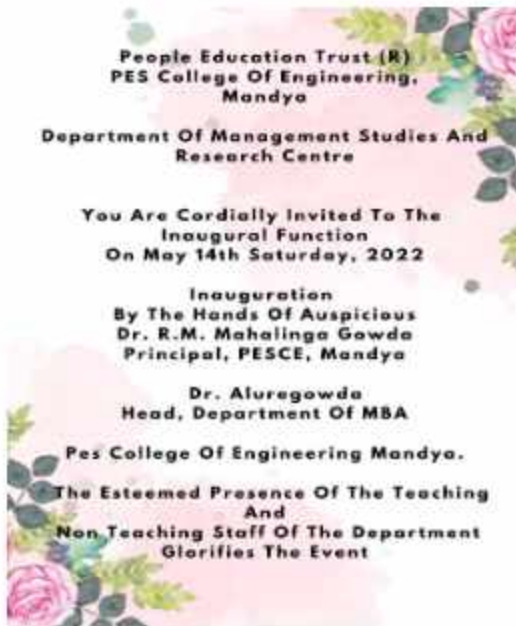 People Education Trust (R)
PES College Of Engineering,
Mandya
Department Of Management Studies And
Research Centre
You Are Cordially Invited To The
Inaugural Function
On May 14th Saturday, 2022
Inauguration
By The Hands Of Auspicious
Dr. R.M. Mahalinga Gowda
Principal, PESCE, Mandya
Dr. Aluregowda
Head, Department Of MBA
Pes College Of Engineering Mandya.
The Esteemed Presence Of The Teaching
And
Non Teaching Staff Of The Department
Glorifies The Event